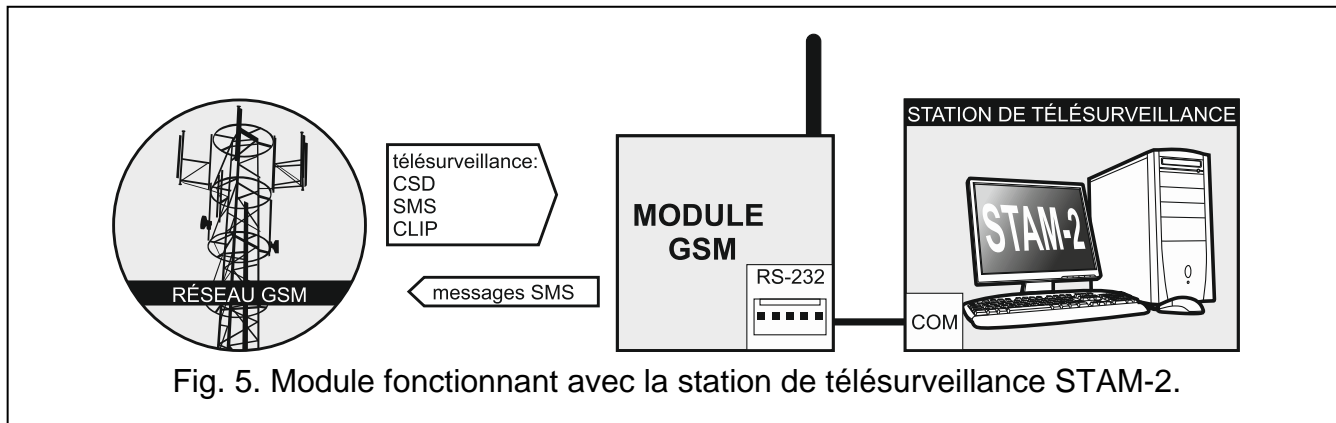 RÉSEAU GSM
télésurveillance:
CSD
SMS
CLIP
messages SMS
MODULE
GSM
RS-232
STATION DE TÉLÉSURVEILLANCE
STAM-2
COM
Fig. 5. Module fonctionnant avec la station de télésurveillance STAM-2.